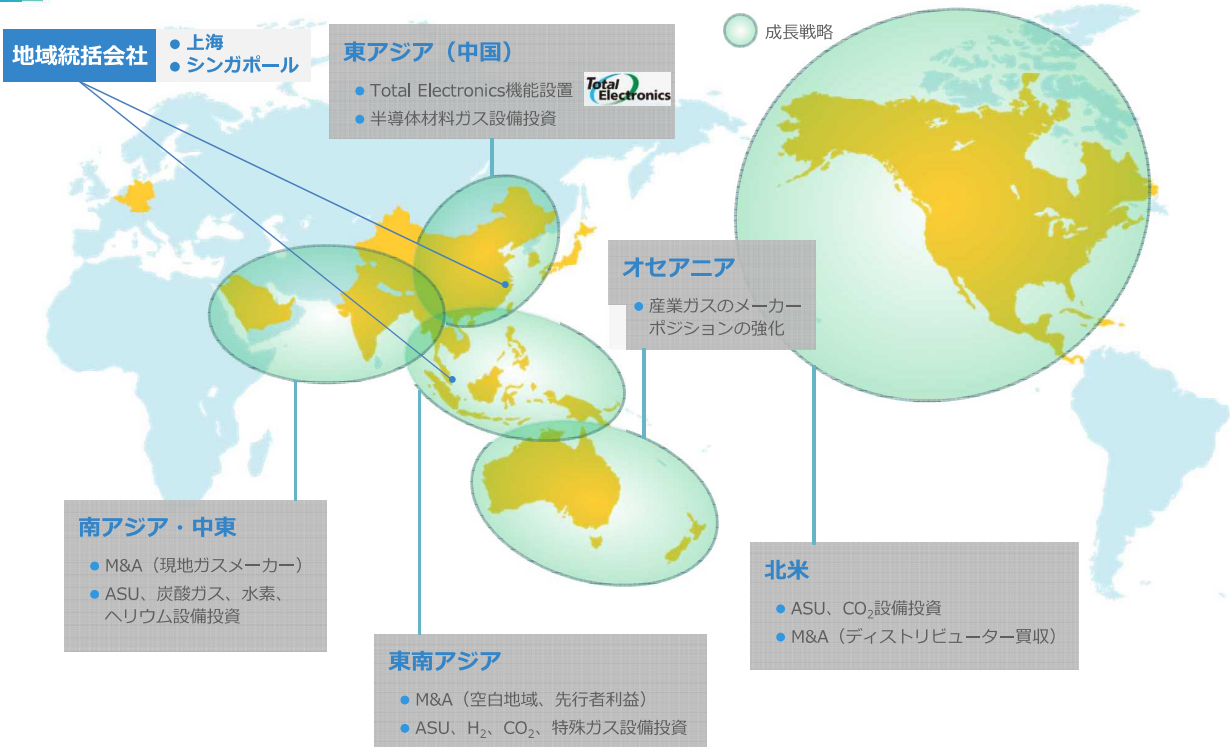 地域統括会社
● 上海
● シンガポール
東アジア（中国）
● Total Electronics機能設置
Total
Electronics
● 半導体材料ガス設備投資
成長戦略
オセアニア
● 産業ガスのメーカー
ポジションの強化
南アジア・中東
● M&A（現地ガスメーカー）
● ASU、炭酸ガス、水素、
ヘリウム設備投資
東南アジア
● M&A（空白地域、先行者利益）
● ASU、H₂、CO₂、特殊ガス設備投資
北米
● ASU、CO₂設備投資
● M&A（ディストリビューター買収）